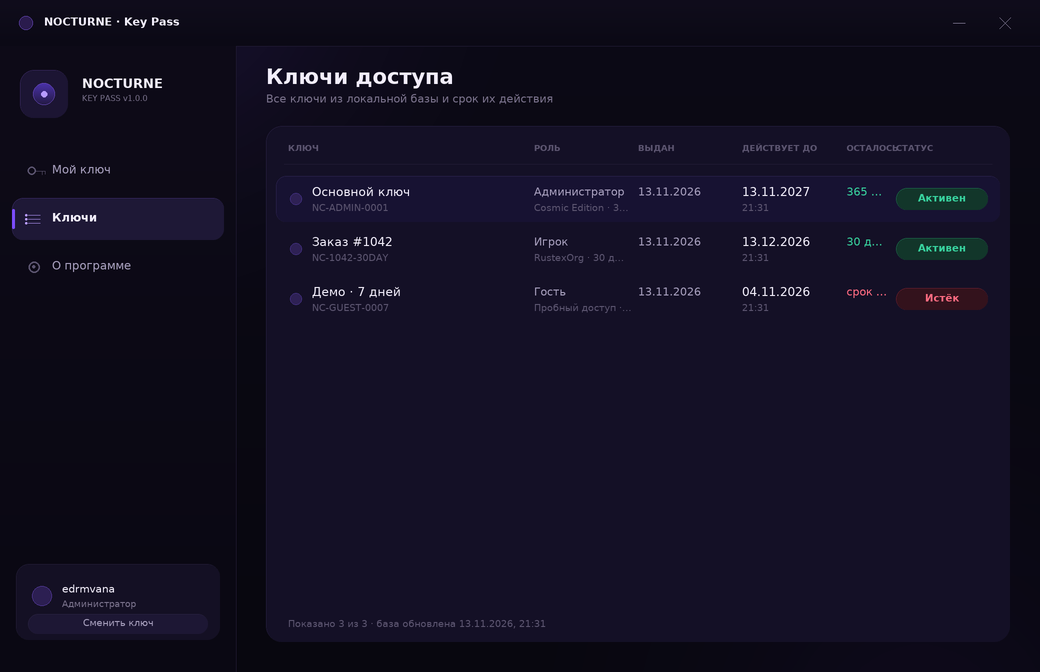 NOCTURNE · Key Pass
NOCTURNE
KEY PASS v1.0.0
Мой ключ
Ключи
О программе
edrmvana
Администратор
Сменить ключ
Ключи доступа
Все ключи из локальной базы и срок их действия
КЛЮЧ РОЛЬ ВЫДАН ДЕЙСТВУЕТ ДО ОСТАЛОСЬ СТАТУС
Основной ключ Администратор 13.11.2026 13.11.2027 365 ... Активен
NC-ADMIN-0001 Cosmic Edition · 3... 21:31
Заказ #1042 Игрок 13.11.2026 13.12.2026 30 д... Активен
NC-1042-30DAY RustexOrg · 30 д... 21:31
Демо · 7 дней Гость 13.11.2026 04.11.2026 срок ... Истёк
NC-GUEST-0007 Пробный доступ ·... 21:31
Показано 3 из 3 · база обновлена 13.11.2026, 21:31